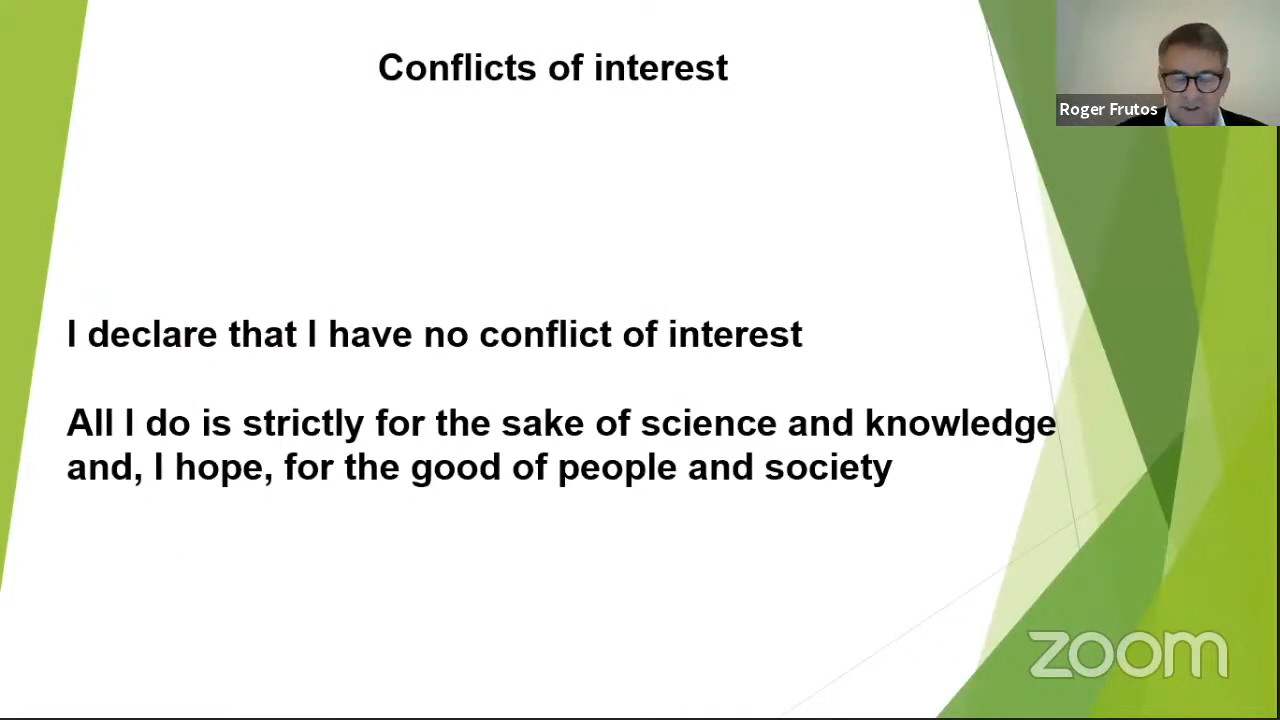 Conflicts of interest
Roger Frutos
I declare that I have no conflict of interest
All I do is strictly for the sake of science and knowledge
and, I hope, for the good of people and society
zoom